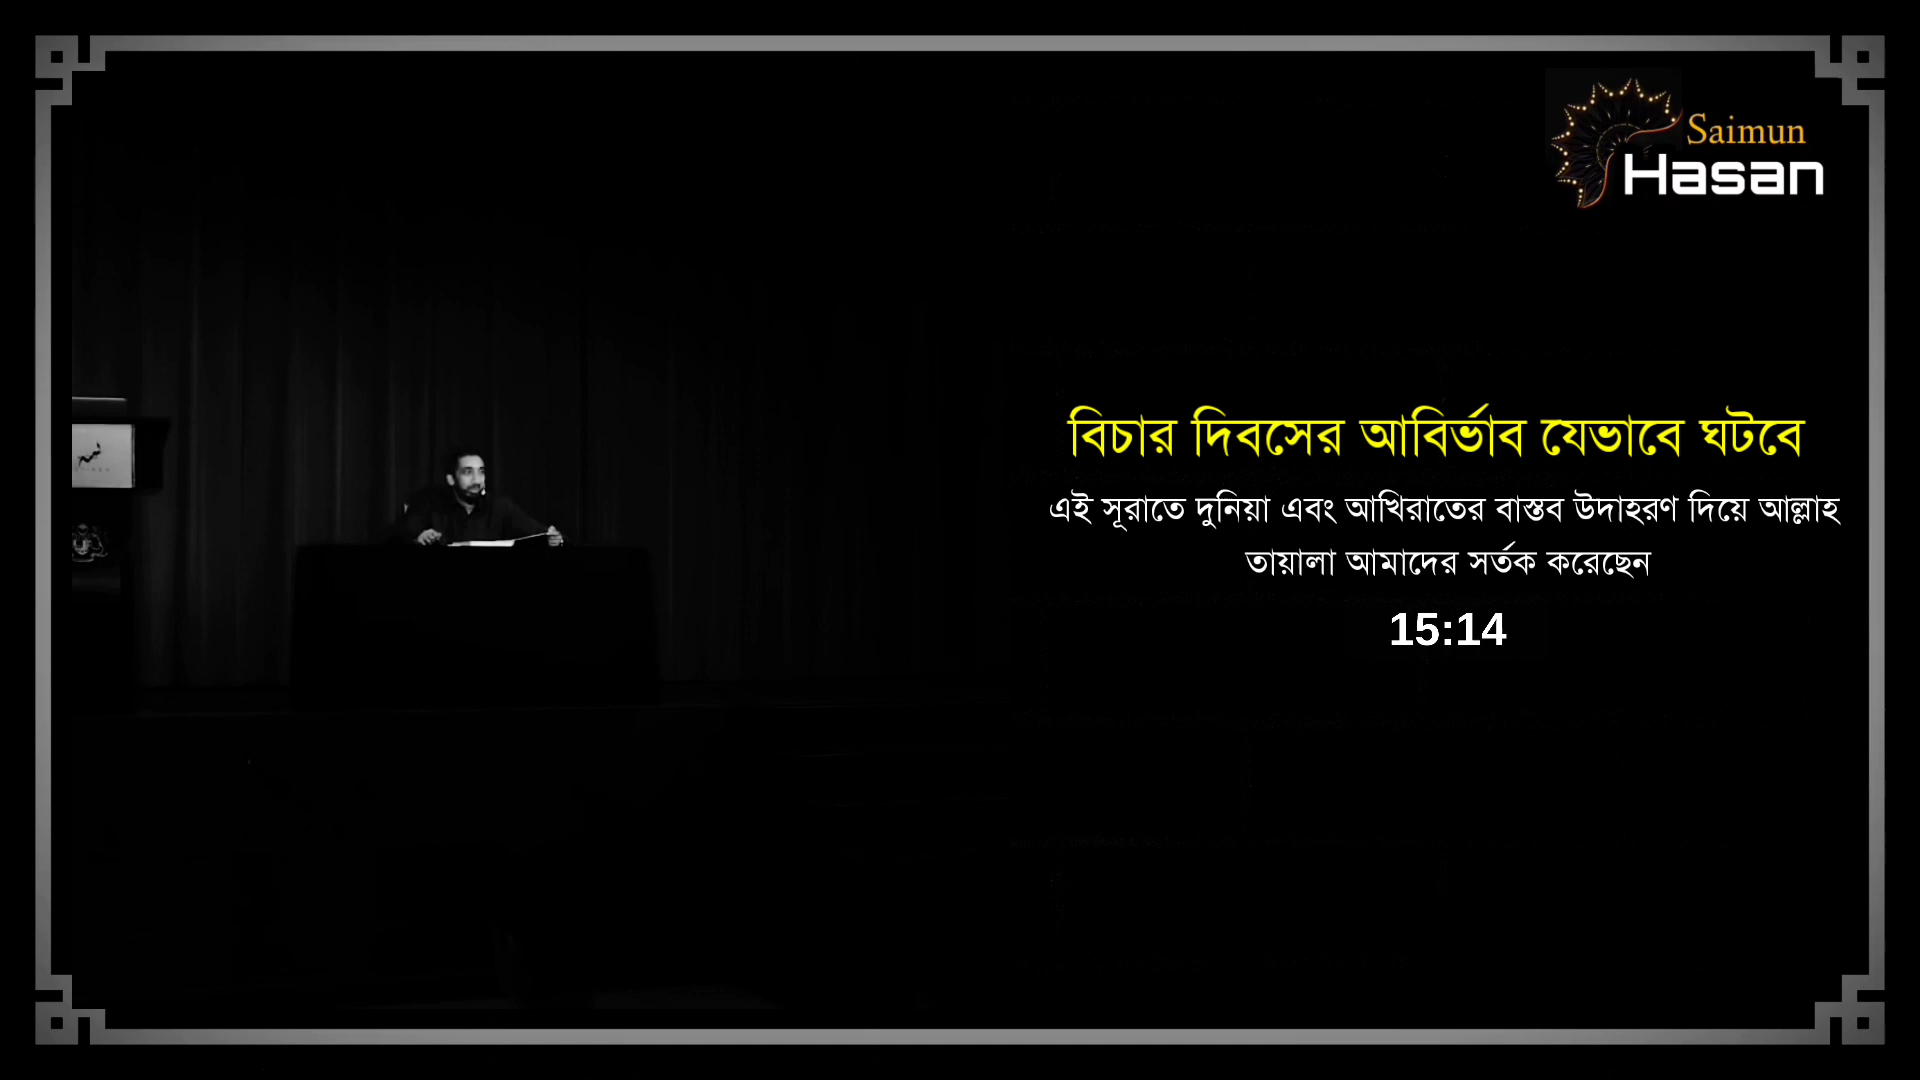 Saimun
Hasan
বিচার দিবসের আবির্ভাব যেভাবে ঘটবে
এই সূরাতে দুনিয়া এবং আখিরাতের বাস্তব উদাহরণ দিয়ে আল্লাহ
তায়ালা আমাদের সর্তক করেছেন
15:14